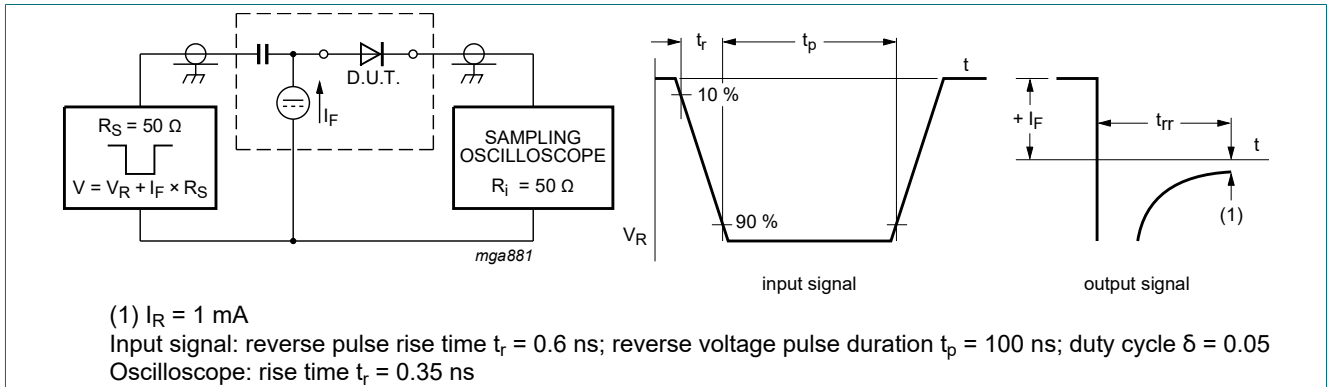 D.U.T.
I_F
R_S = 50 Ω
V = V_R + I_F × R_S
SAMPLING
OSCILLOSCOPE
R_i = 50 Ω
mga881
t_r
t_p
t
10 %
90 %
V_R
input signal
+ I_F
t_rr
t
(1)
output signal
(1) I_R = 1 mA
Input signal: reverse pulse rise time t_r = 0.6 ns; reverse voltage pulse duration t_p = 100 ns; duty cycle δ = 0.05
Oscilloscope: rise time t_r = 0.35 ns